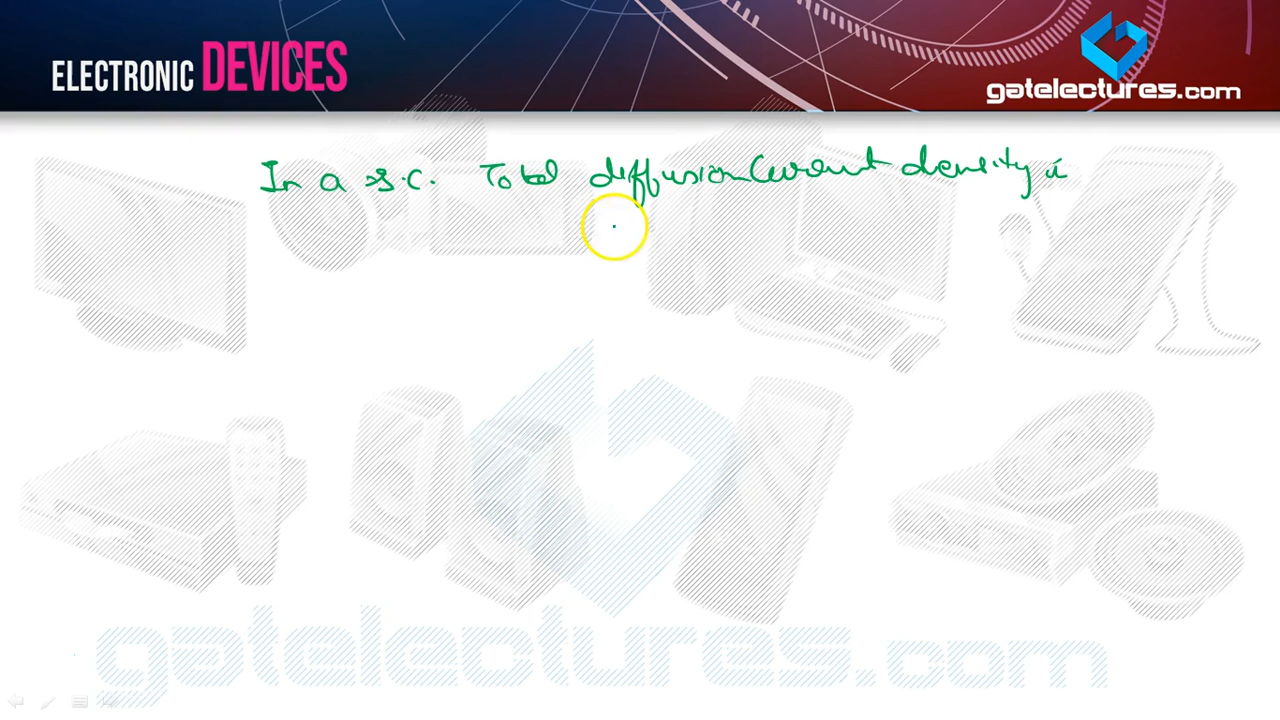 ELECTRONIC DEVICES
gatelectures.com
In a s.c. Total diffusion Current density is
gatelectures.com